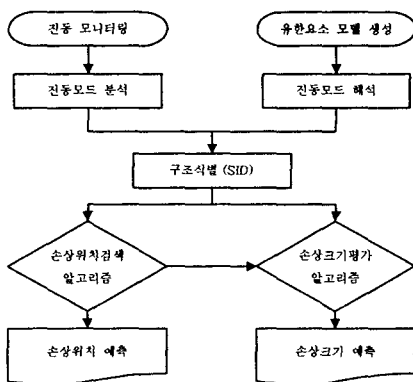 진동 모니터링
유한요소 모델 생성
진동모드 분석
진동모드 해석
구조식별 (SID)
손상위치검색
알고리즘
손상크기평가
알고리즘
손상위치 예측
손상크기 예측